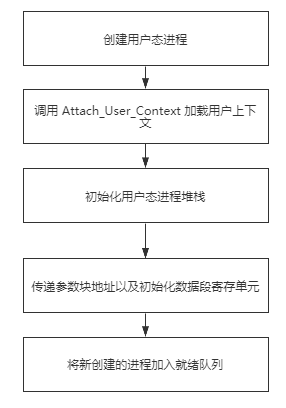 创建用户态进程
调用 Attach_User_Context 加载用户上下
文
初始化用户态进程堆栈
传递参数块地址以及初始化数据段寄存单元
将新创建的进程加入就绪队列